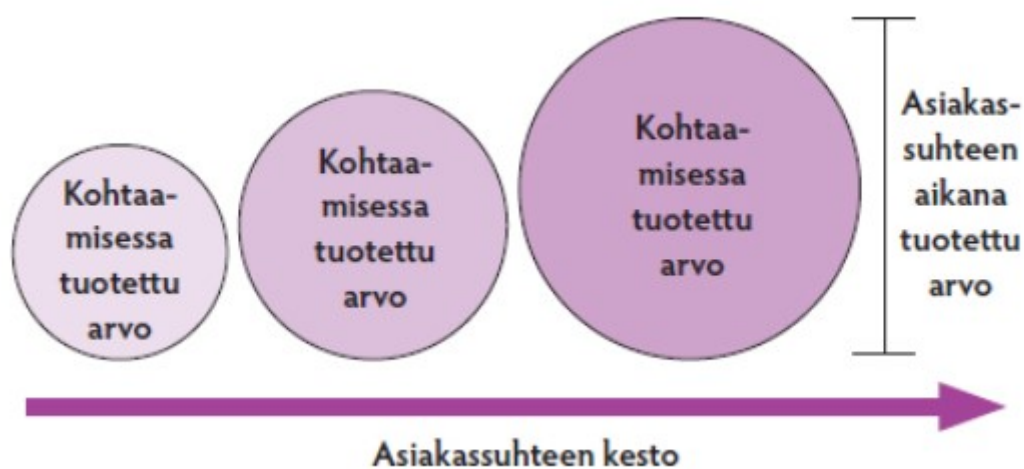 Kohtaa-
misessa
tuotettu
arvo
Kohtaa-
misessa
tuotettu
arvo
Kohtaa-
misessa
tuotettu
arvo
Asiakas-
suhteen
aikana
tuotettu
arvo
Asiakassuhteen kesto